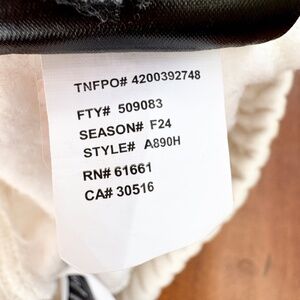 TNFPO# 4200392748
FTY# 509083
SEASON# F24
STYLE# A890H
RN# 61661
CA# 30516